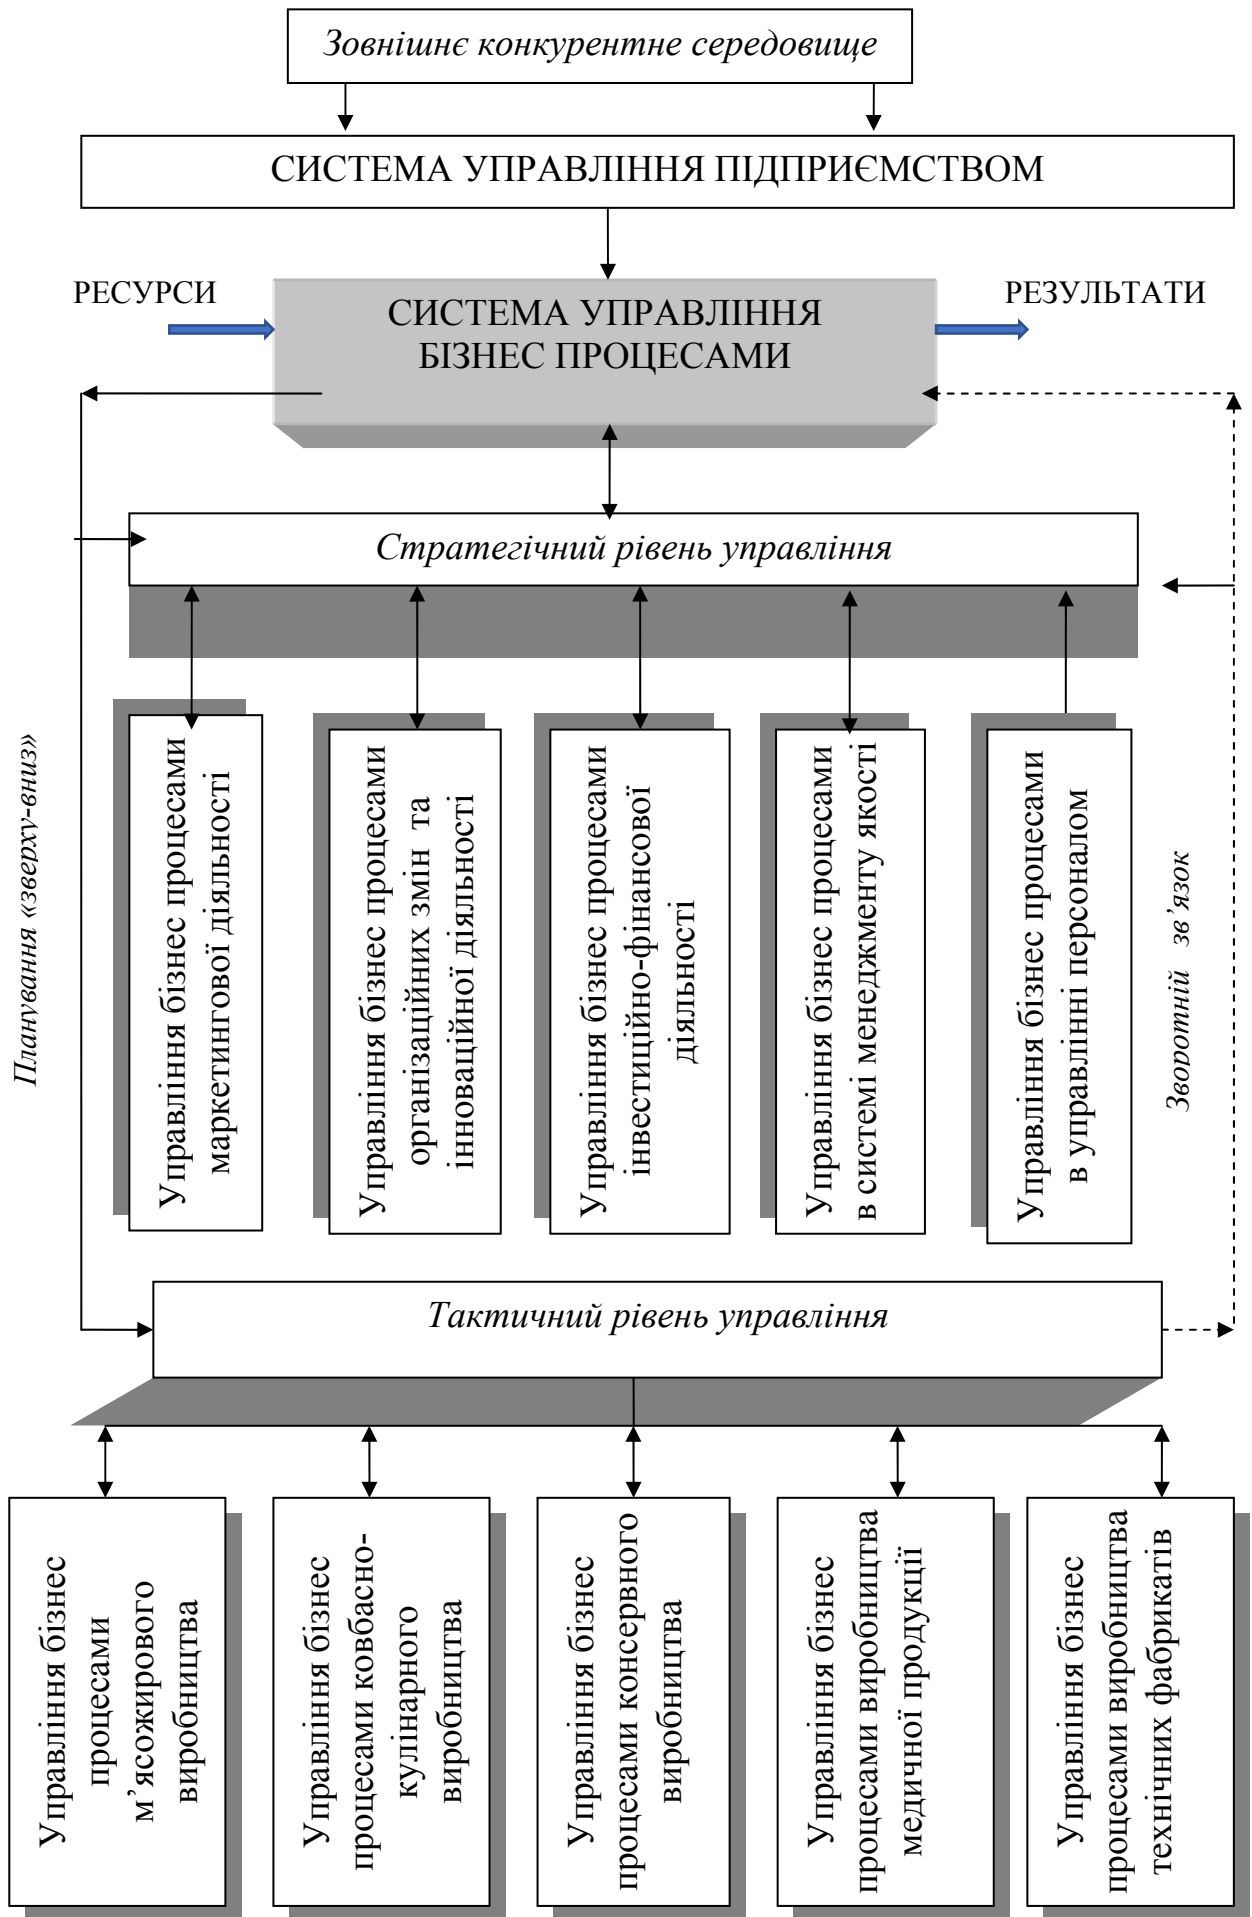 Зовнішнє конкурентне середовище
СИСТЕМА УПРАВЛІННЯ ПІДПРИЄМСТВОМ
РЕСУРСИ
СИСТЕМА УПРАВЛІННЯ
БІЗНЕС ПРОЦЕСАМИ
РЕЗУЛЬТАТИ
Стратегічний рівень управління
Планування «зверху-вниз»
Управління бізнес процесами
маркетингової діяльності
Управління бізнес процесами
організаційних змін та
інноваційної діяльності
Управління бізнес процесами
інвестиційно-фінансової
діяльності
Управління бізнес процесами
в системі менеджменту якості
Управління бізнес процесами
в управлінні персоналом
Зворотній зв’язок
Тактичний рівень управління
Управління бізнес
процесами
м’ясожирового
виробництва
Управління бізнес
процесами ковбасно-
кулінарного
виробництва
Управління бізнес
процесами консервного
виробництва
Управління бізнес
процесами виробництва
медичної продукції
Управління бізнес
процесами виробництва
технічних фабрикатів